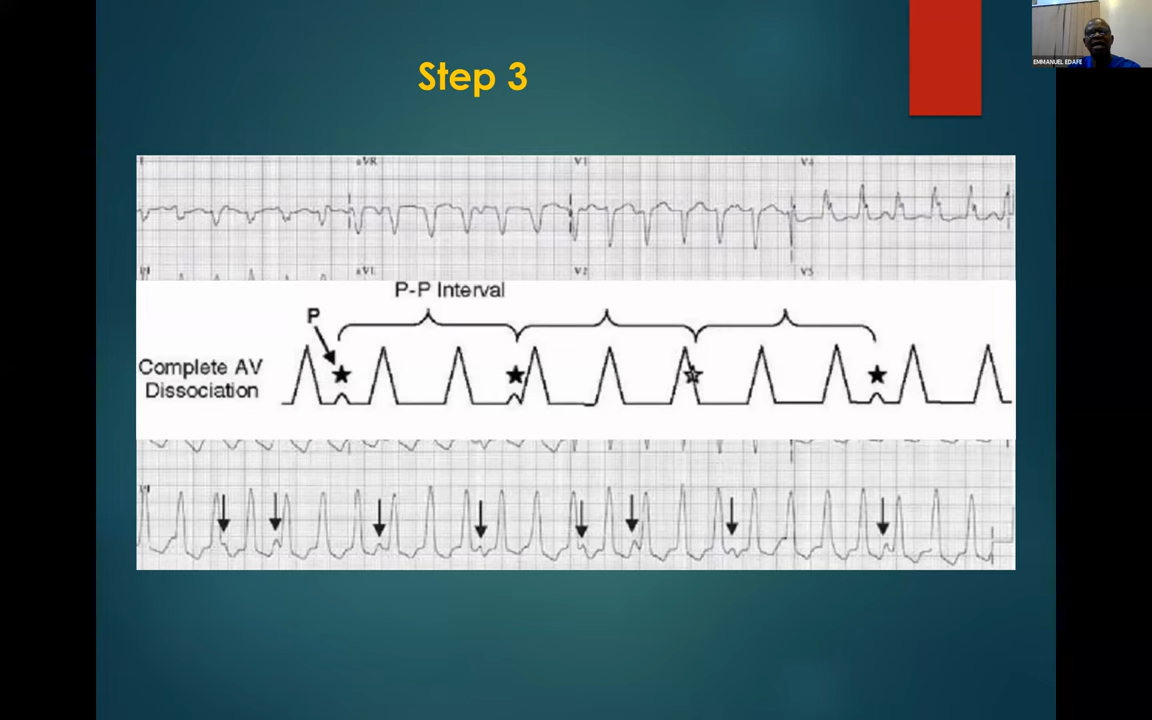 EMMANUEL EDAFE
Step 3
I aVR V1 V4
aVL V2 V5
P-P Interval
P
Complete AV
Dissociation